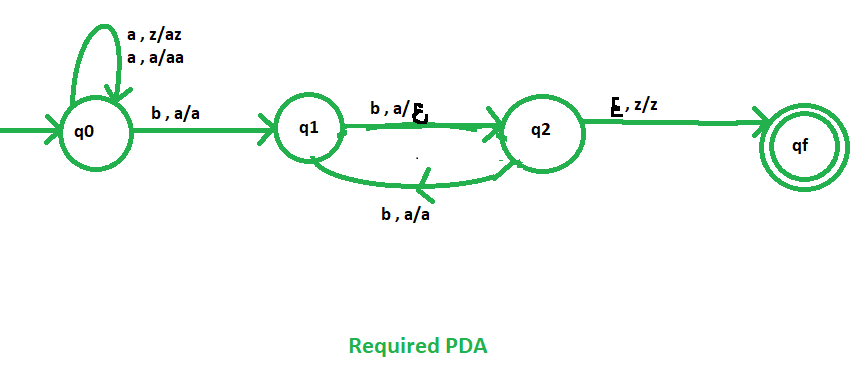 a , z/az
a , a/aa
b , a/a
b , a/ε
ε , z/z
q0
q1
q2
qf
b , a/a
Required PDA